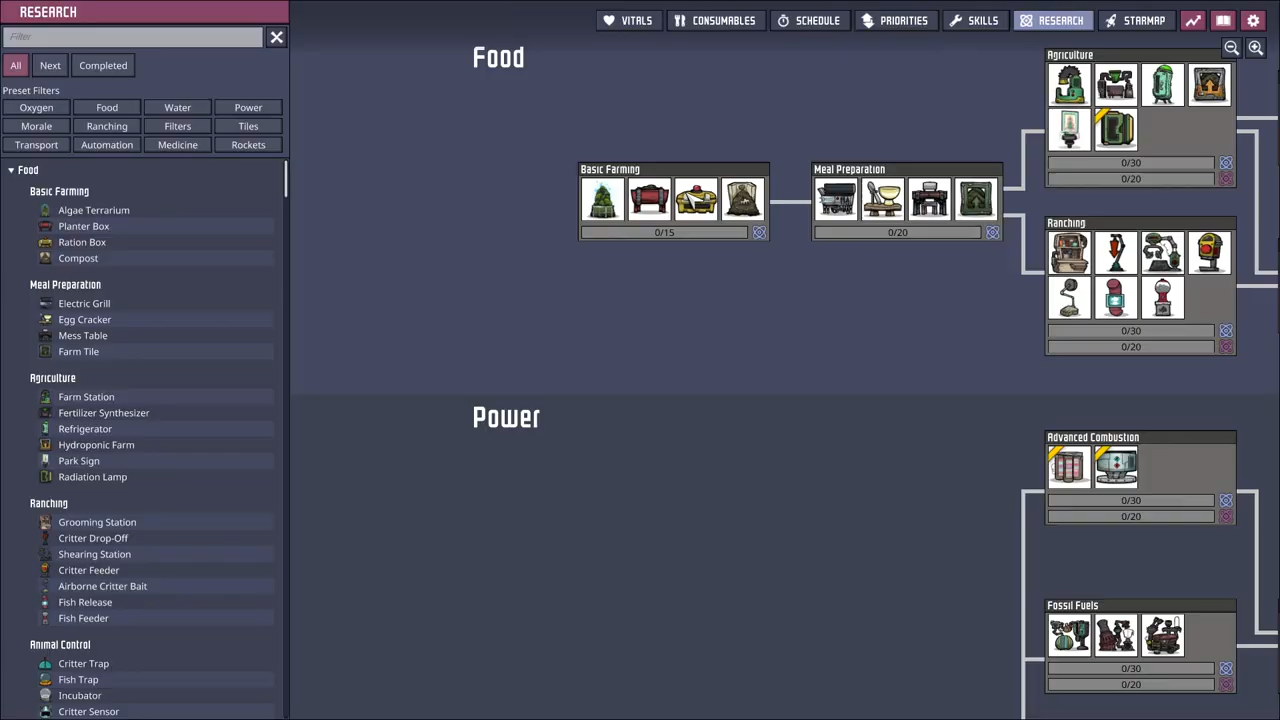 RESEARCH
VITALS
CONSUMABLES
SCHEDULE
PRIORITIES
SKILLS
RESEARCH
STARMAP
Filter
All
Next
Completed
Preset Filters
Oxygen
Food
Water
Power
Morale
Ranching
Filters
Tiles
Transport
Automation
Medicine
Rockets
Food
Basic Farming
Algae Terrarium
Planter Box
Ration Box
Compost
Meal Preparation
Electric Grill
Egg Cracker
Mess Table
Farm Tile
Agriculture
Farm Station
Fertilizer Synthesizer
Refrigerator
Hydroponic Farm
Park Sign
Radiation Lamp
Ranching
Grooming Station
Critter Drop-Off
Shearing Station
Critter Feeder
Airborne Critter Bait
Fish Release
Fish Feeder
Animal Control
Critter Trap
Fish Trap
Incubator
Critter Sensor
Food
Basic Farming
0/15
Meal Preparation
0/20
Agriculture
0/30
0/20
Ranching
0/30
0/20
Power
Advanced Combustion
0/30
0/20
Fossil Fuels
0/30
0/20